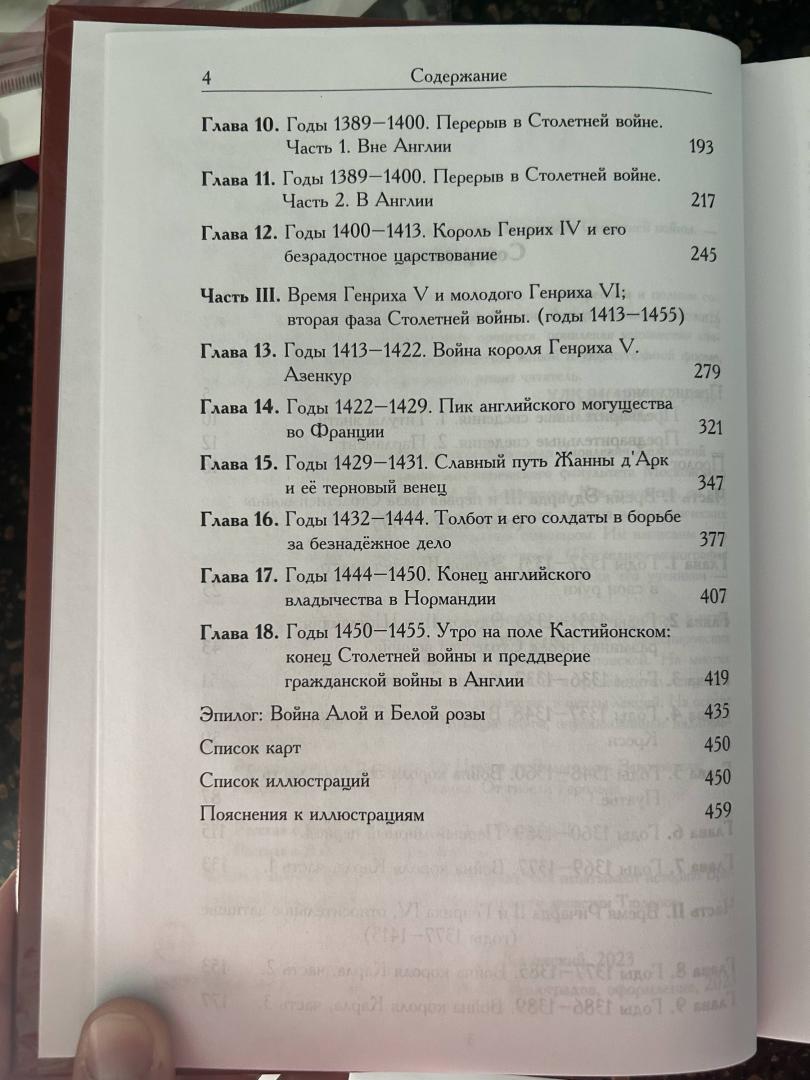 4 Содержание
Глава 10. Годы 1389—1400. Перерыв в Столетней войне.
Часть 1. Вне Англии 193
Глава 11. Годы 1389—1400. Перерыв в Столетней войне.
Часть 2. В Англии 217
Глава 12. Годы 1400—1413. Король Генрих IV и его
безрадостное царствование 245
Часть III. Время Генриха V и молодого Генриха VI;
вторая фаза Столетней войны. (годы 1413—1455)
Глава 13. Годы 1413—1422. Война короля Генриха V.
Азенкур 279
Глава 14. Годы 1422—1429. Пик английского могущества
во Франции 321
Глава 15. Годы 1429—1431. Славный путь Жанны д'Арк
и её терновый венец 347
Глава 16. Годы 1432—1444. Толбот и его солдаты в борьбе
за безнадёжное дело 377
Глава 17. Годы 1444—1450. Конец английского
владычества в Нормандии 407
Глава 18. Годы 1450—1455. Утро на поле Кастийонском:
конец Столетней войны и преддверие
гражданской войны в Англии 419
Эпилог: Война Алой и Белой розы 435
Список карт 450
Список иллюстраций 450
Пояснения к иллюстрациям 459